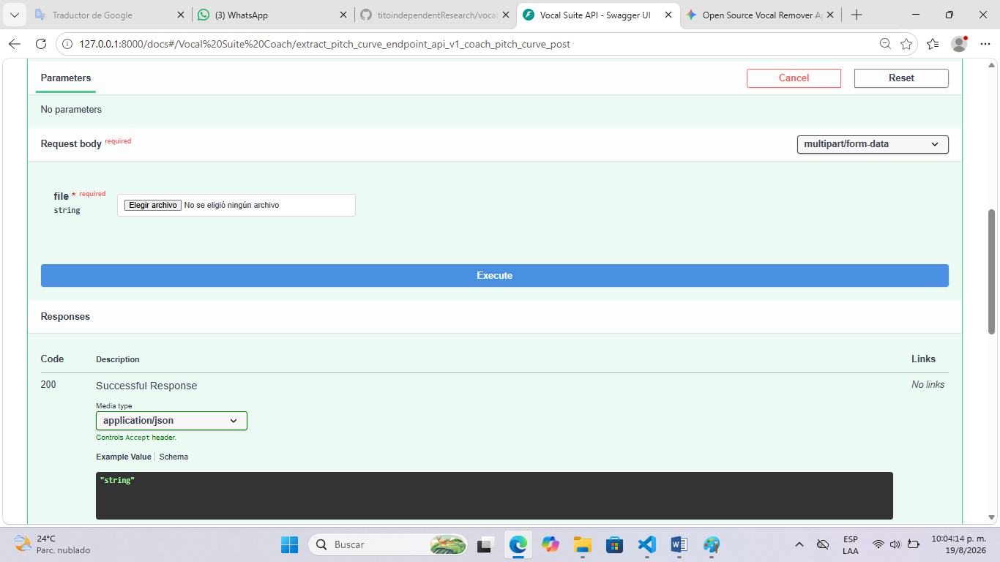 Traductor de Google
(3) WhatsApp
titoindependentResearch/vocal
Vocal Suite API - Swagger UI
Open Source Vocal Remover Ap
127.0.0.1:8000/docs#/Vocal%20Suite%20Coach/extract_pitch_curve_endpoint_api_v1_coach_pitch_curve_post
Parameters
Cancel
Reset
No parameters
Request body required
multipart/form-data
file * required
string
Elegir archivo No se eligió ningún archivo
Execute
Responses
Code Description Links
200 Successful Response No links
Media type
application/json
Controls Accept header.
Example Value Schema
"string"
24°C
Parc. nublado
Buscar
ESP
LAA
10:04:14 p. m.
19/8/2026